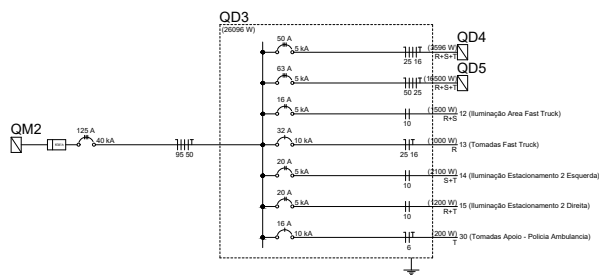 QD3
(26096 W)
QM2
125 A
40 kA
95 50
50 A
5 kA
25 16
(3596 W)
R+S+T
QD4
63 A
5 kA
50 25
(16500 W)
R+S+T
QD5
16 A
5 kA
10
(1500 W)
R+S
12 (Iluminação Area Fast Truck)
32 A
10 kA
25 16
(1000 W)
R
13 (Tomadas Fast Truck)
20 A
5 kA
10
(2100 W)
S+T
14 (Iluminação Estacionamento 2 Esquerda)
20 A
5 kA
10
(1200 W)
R+T
15 (Iluminação Estacionamento 2 Direita)
16 A
10 kA
6
(200 W)
T
30 (Tomadas Apoio - Policia Ambulancia)